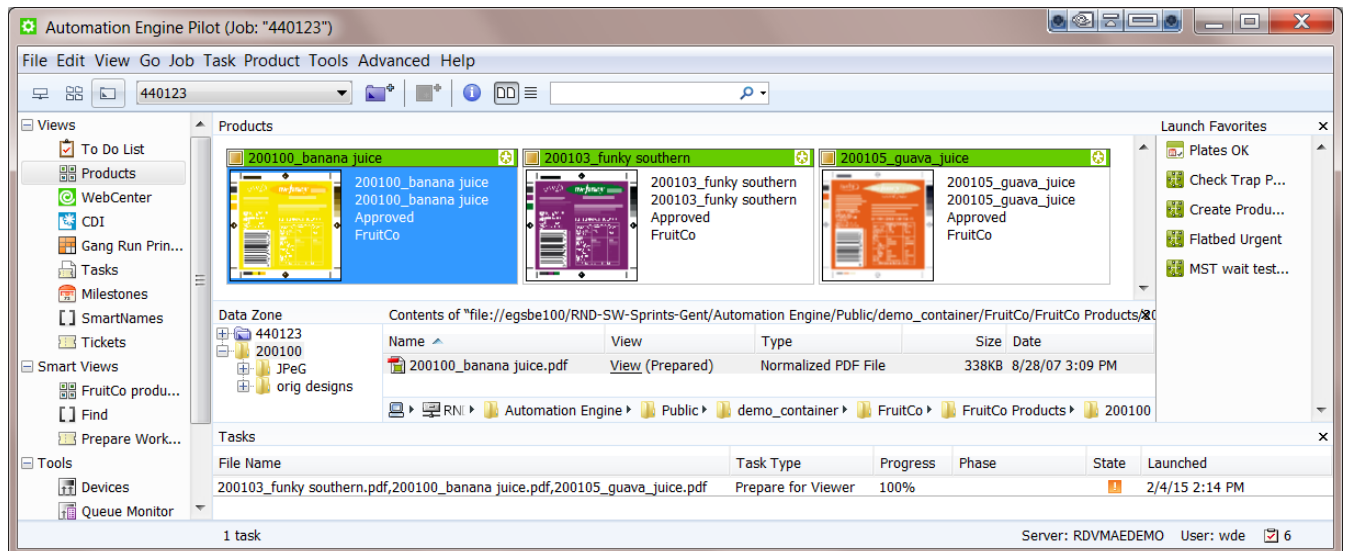 Automation Engine Pilot (Job: "440123")
File Edit View Go Job Task Product Tools Advanced Help
440123
Views
To Do List
Products
WebCenter
CDI
Gang Run Prin...
Tasks
Milestones
SmartNames
Tickets
Smart Views
FruitCo produ...
Find
Prepare Work...
Tools
Devices
Queue Monitor
Products
200100_banana juice
200100_banana juice
200100_banana juice
Approved
FruitCo
200103_funky southern
200103_funky southern
200103_funky southern
Approved
FruitCo
200105_guava_juice
200105_guava_juice
200105_guava_juice
Approved
FruitCo
Launch Favorites
Plates OK
Check Trap P...
Create Produ...
Flatbed Urgent
MST wait test...
Data Zone
440123
200100
JPeG
orig designs
Contents of "file://egsbe100/RND-SW-Sprints-Gent/Automation Engine/Public/demo_container/FruitCo/FruitCo Products/
Name View Type Size Date
200100_banana juice.pdf View (Prepared) Normalized PDF File 338KB 8/28/07 3:09 PM
Automation Engine Public demo_container FruitCo FruitCo Products 200100
Tasks
File Name Task Type Progress Phase State Launched
200103_funky southern.pdf,200100_banana juice.pdf,200105_guava_juice.pdf Prepare for Viewer 100% 2/4/15 2:14 PM
1 task Server: RDVMAEDEMO User: wde 6